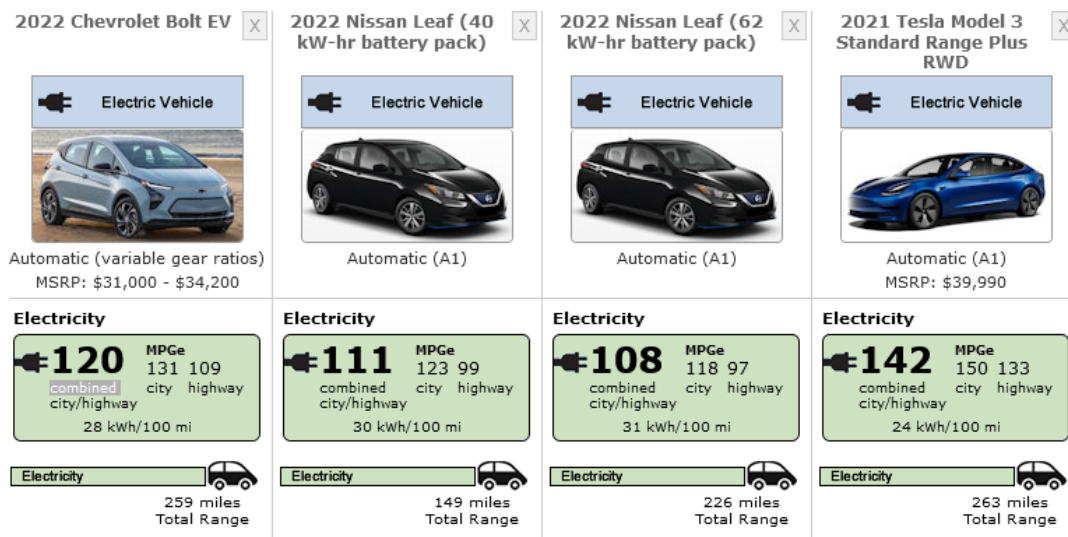 2022 Chevrolet Bolt EV
X
Electric Vehicle
Automatic (variable gear ratios)
MSRP: $31,000 - $34,200
Electricity
120
MPGe
131 109
combined
city/highway
city highway
28 kWh/100 mi
Electricity
259 miles
Total Range
2022 Nissan Leaf (40
kW-hr battery pack)
X
Electric Vehicle
Automatic (A1)
Electricity
111
MPGe
123 99
combined
city/highway
city highway
30 kWh/100 mi
Electricity
149 miles
Total Range
2022 Nissan Leaf (62
kW-hr battery pack)
X
Electric Vehicle
Automatic (A1)
Electricity
108
MPGe
118 97
combined
city/highway
city highway
31 kWh/100 mi
Electricity
226 miles
Total Range
2021 Tesla Model 3
Standard Range Plus
RWD
X
Electric Vehicle
Automatic (A1)
MSRP: $39,990
Electricity
142
MPGe
150 133
combined
city/highway
city highway
24 kWh/100 mi
Electricity
263 miles
Total Range